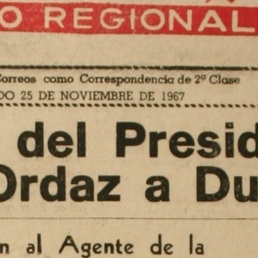 O REGIONAL
Correos como Correspondencia de 2ª Clase
DO 25 DE NOVIEMBRE DE 1967
del Presid
Ordaz a Du
n al Agente de la